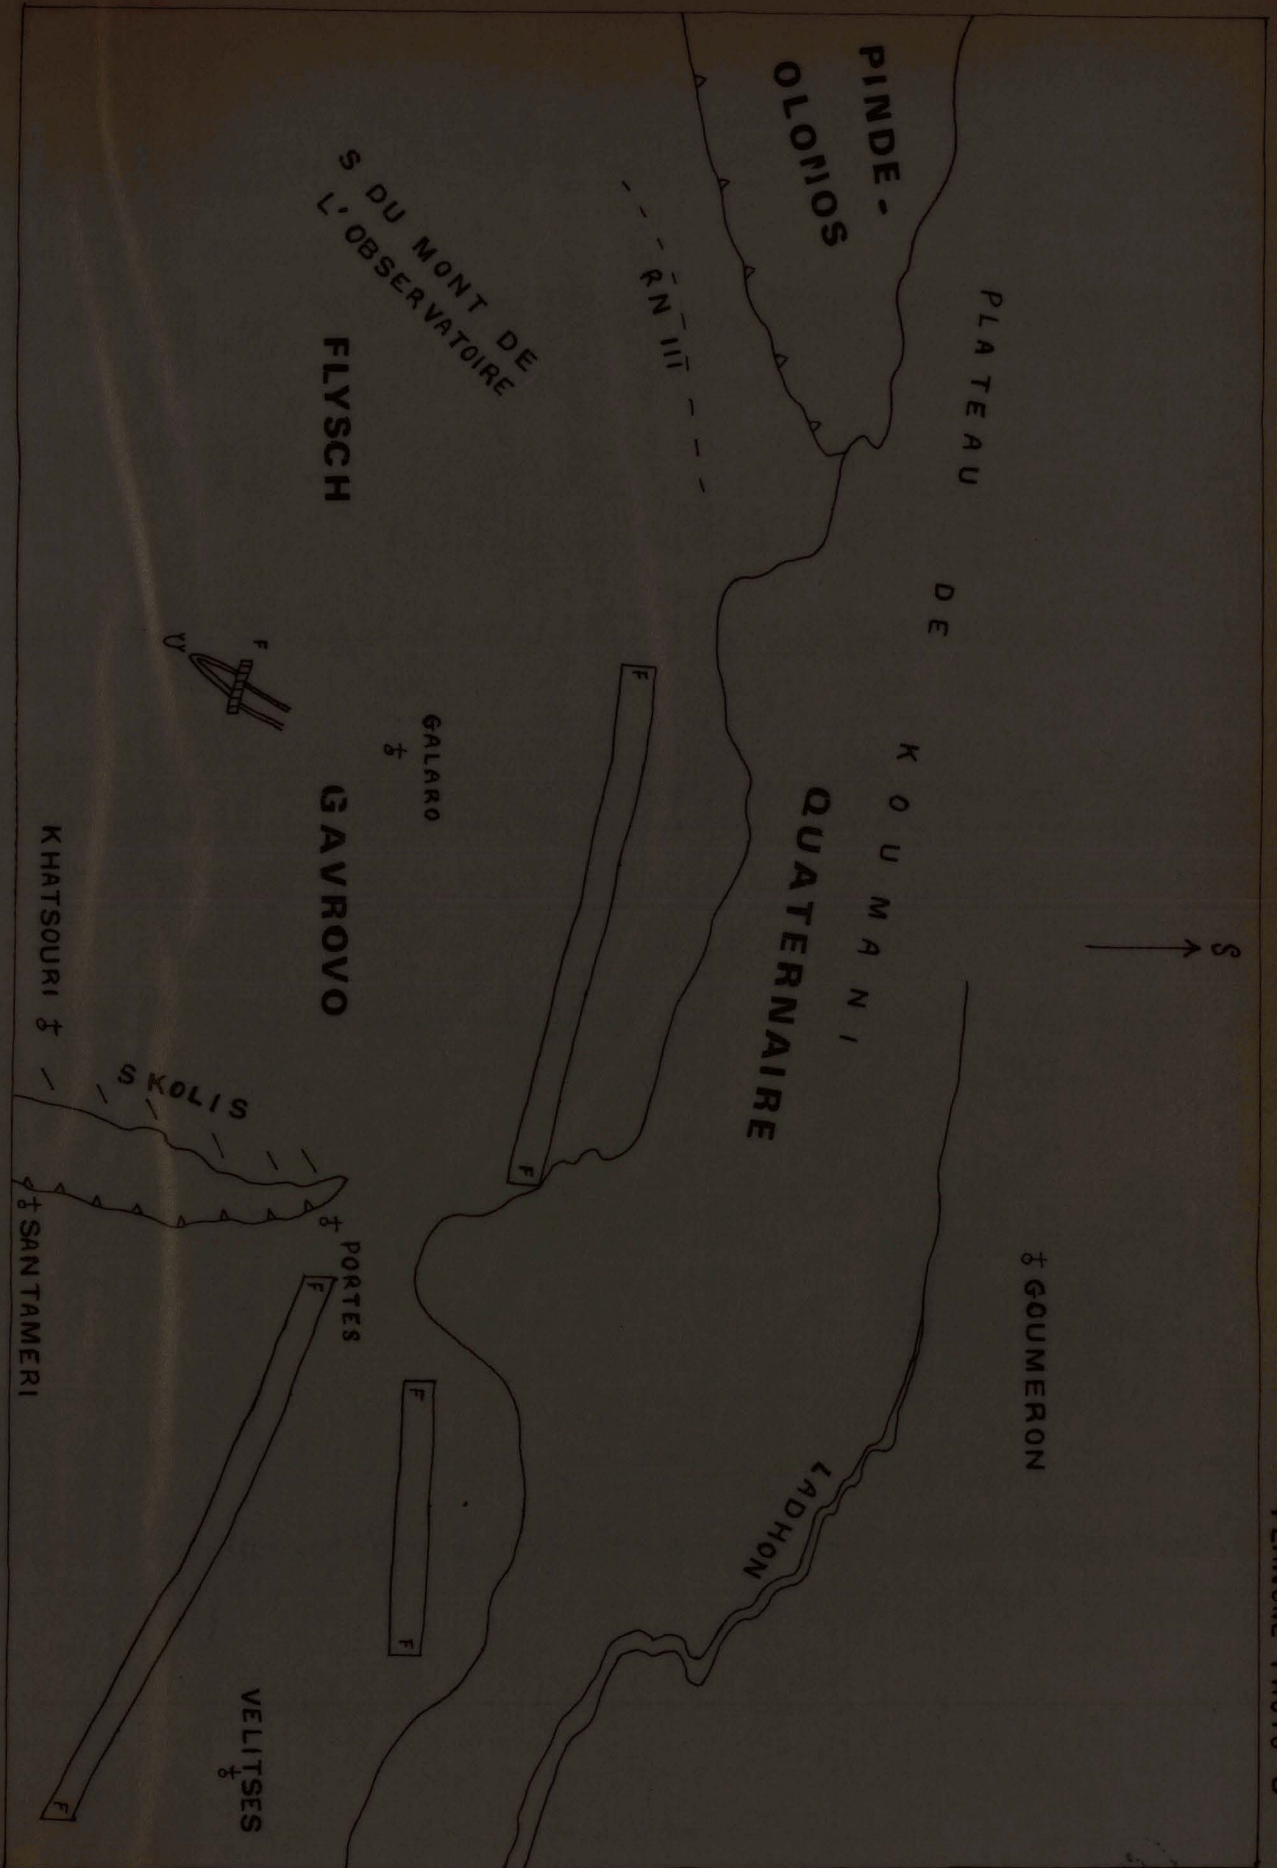 PINDE-
OLONOS
PLATEAU DE KOUMANI
S DU MONT DE
L'OBSERVATOIRE
RN III
FLYSCH
GAVROVO
QUATERNAIRE
S
F
F
F
GALARO
KHATSOURI
SKOLIS
SANTAMERI
PORTES
F
F
F
F
GOUMERON
LADHON
VELITSES